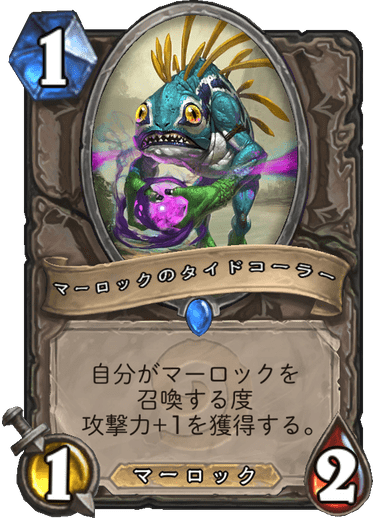 1
マーロックのタイドコーラー
自分がマーロックを
召喚する度
攻撃力+1を獲得する。
1
マーロック
2